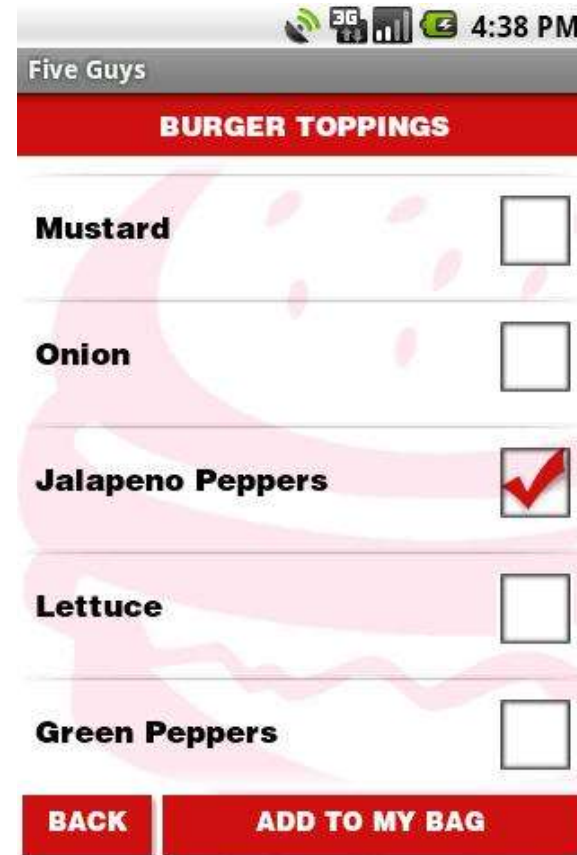 3G 4:38 PM
Five Guys
BURGER TOPPINGS
Mustard
Onion
Jalapeno Peppers
Lettuce
Green Peppers
BACK ADD TO MY BAG